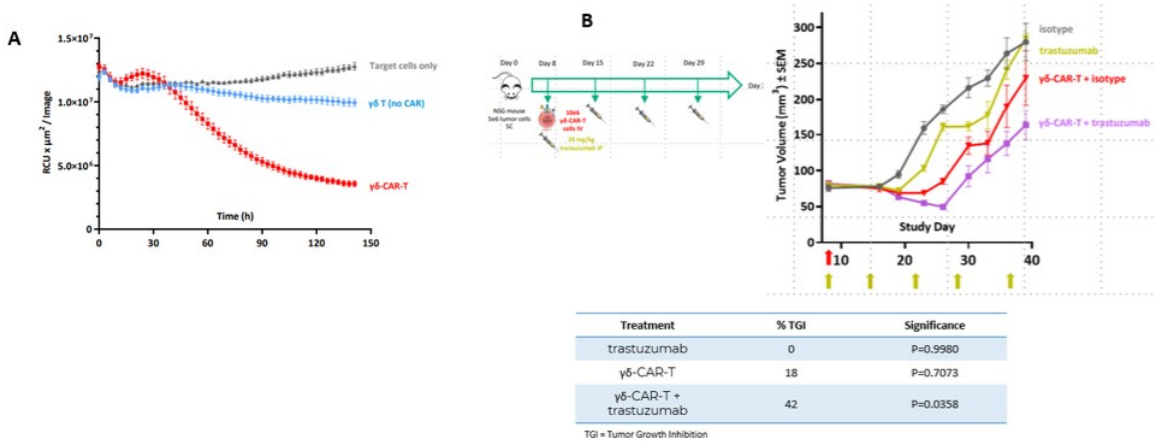 A
1.5×10⁷
1.0×10⁷
5.0×10⁶
0
RCU x µm² / Image
Target cells only
γδ T (no CAR)
γδ-CAR-T
Time (h)
0 30 60 90 120 150
B
Day 0 Day 8 Day 15 Day 22 Day 29
Day
NSG mouse
5e6 tumor cells
SC
10e6
γδ-CAR-T
cells IV
20 mg/kg
trastuzumab IP
Tumor Volume (mm³) ± SEM
300
250
200
150
100
50
0
isotype
trastuzumab
γδ-CAR-T + isotype
γδ-CAR-T + trastuzumab
Study Day
10 20 30 40
Treatment % TGI Significance
trastuzumab 0 P=0.9980
γδ-CAR-T 18 P=0.7073
γδ-CAR-T +
trastuzumab 42 P=0.0358
TGI = Tumor Growth Inhibition